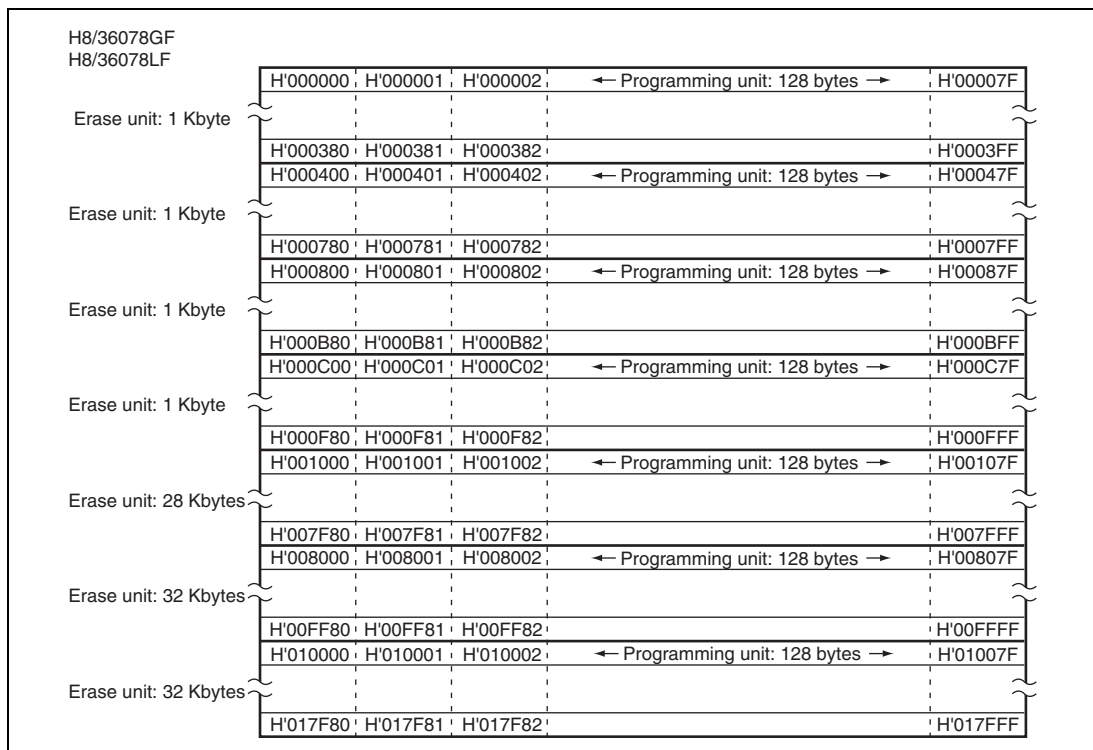 H8/36078GF
H8/36078LF
H'000000 H'000001 H'000002 ← Programming unit: 128 bytes → H'00007F
Erase unit: 1 Kbyte
H'000380 H'000381 H'000382 H'0003FF
H'000400 H'000401 H'000402 ← Programming unit: 128 bytes → H'00047F
Erase unit: 1 Kbyte
H'000780 H'000781 H'000782 H'0007FF
H'000800 H'000801 H'000802 ← Programming unit: 128 bytes → H'00087F
Erase unit: 1 Kbyte
H'000B80 H'000B81 H'000B82 H'000BFF
H'000C00 H'000C01 H'000C02 ← Programming unit: 128 bytes → H'000C7F
Erase unit: 1 Kbyte
H'000F80 H'000F81 H'000F82 H'000FFF
H'001000 H'001001 H'001002 ← Programming unit: 128 bytes → H'00107F
Erase unit: 28 Kbytes
H'007F80 H'007F81 H'007F82 H'007FFF
H'008000 H'008001 H'008002 ← Programming unit: 128 bytes → H'00807F
Erase unit: 32 Kbytes
H'00FF80 H'00FF81 H'00FF82 H'00FFFF
H'010000 H'010001 H'010002 ← Programming unit: 128 bytes → H'01007F
Erase unit: 32 Kbytes
H'017F80 H'017F81 H'017F82 H'017FFF